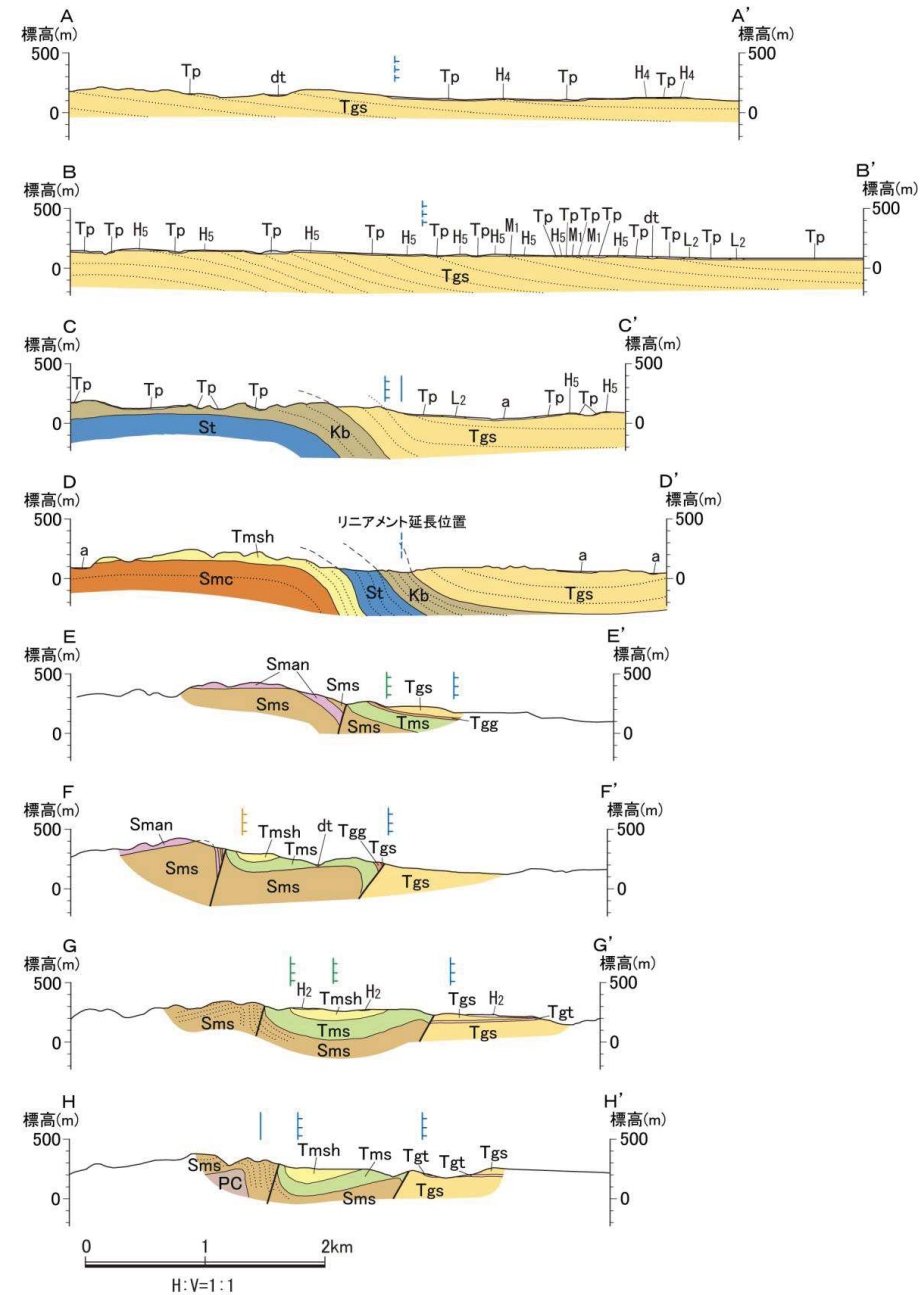 A A'
標高(m) 標高(m)
500 Tp dt Tp H4 Tp H4 Tp H4 500
0 Tgs 0
B B'
標高(m) 標高(m)
500 500
Tp Tp H5 Tp H5 Tp H5 Tp H5 Tp H5 Tp H5 M1 H5 Tp H5 Tp M1 Tp M1 Tp H5 Tp dt L2 Tp L2 Tp
0 Tgs 0
C C'
標高(m) 標高(m)
500 500
Tp Tp Tp Tp Tp L2 a Tp H5 Tp H5
0 St Kb Tgs 0
D D'
標高(m) 標高(m)
500 リニアメント延長位置 500
a Tmsh a a
0 Smc St Kb Tgs 0
E E'
標高(m) 標高(m)
500 Sman Sms Tgs 500
Sms Sms Tms Tgg
0 0
F F'
標高(m) 標高(m)
500 Sman Tmsh dt Tgg Tgs 500
Tms
Sms Sms Tgs
0 0
G G'
標高(m) 標高(m)
500 H2 Tmsh H2 Tgs H2 Tgt 500
Sms Tms Tgs
0 Sms 0
H H'
標高(m) 標高(m)
500 Tmsh Tms Tgt Tgt Tgs 500
Sms
PC Sms Tgs
0 0
0 1 2km
H:V=1:1